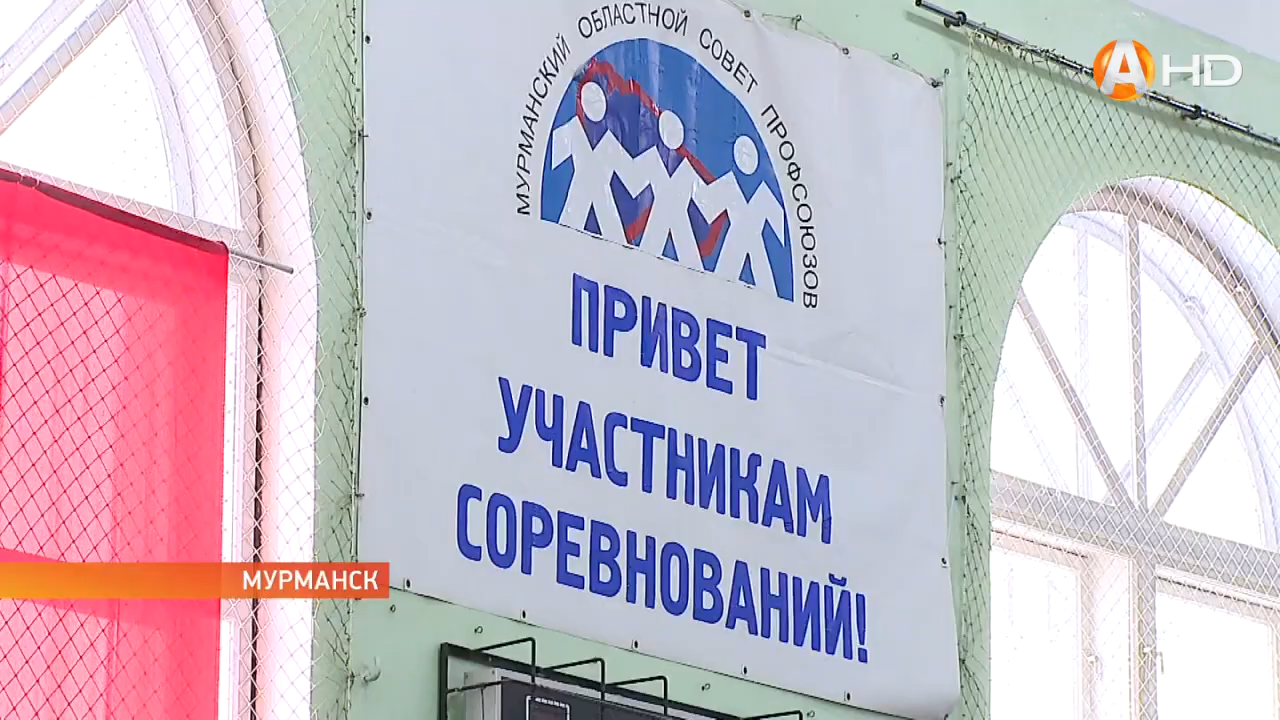 МУРМАНСКИЙ ОБЛАСТНОЙ СОВЕТ ПРОФСОЮЗОВ
А HD
ПРИВЕТ
УЧАСТНИКАМ
СОРЕВНОВАНИЙ!
МУРМАНСК